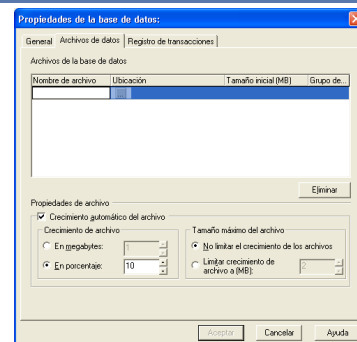 Propiedades de la base de datos:
General Archivos de datos Registro de transacciones
Archivos de la base de datos
Nombre de archivo Ubicación Tamaño inicial (MB) Grupo de...
...
Eliminar
Propiedades de archivo
Crecimiento automático del archivo
Crecimiento de archivo Tamaño máximo del archivo
En megabytes: 1 No limitar el crecimiento de los archivos
En porcentaje: 10 Limitar crecimiento de archivo a (MB): 2
Aceptar Cancelar Ayuda